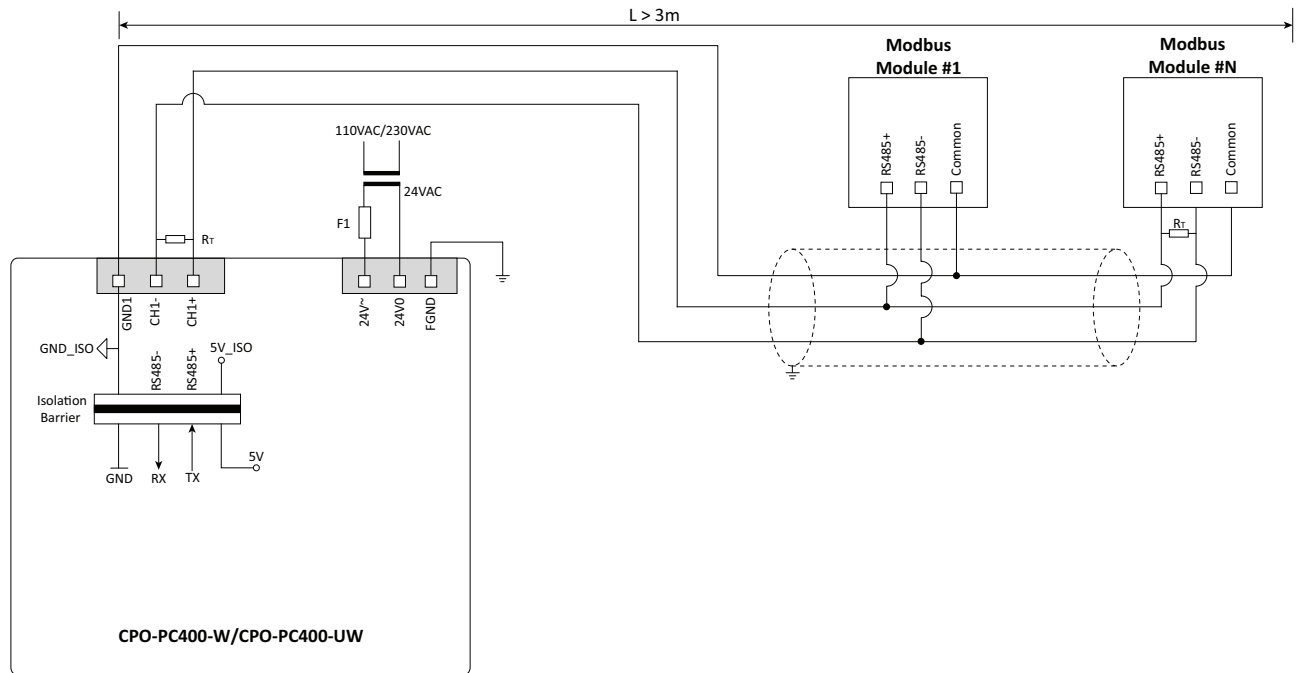 L > 3m
Modbus
Module #1
Modbus
Module #N
110VAC/230VAC
24VAC
F1
RT
RS485+
RS485-
Common
RS485+
RS485-
Common
RT
GND1
CH1-
CH1+
24V~
24V0
FGND
GND_ISO
RS485-
RS485+
5V_ISO
Isolation
Barrier
GND
RX
TX
5V
CPO-PC400-W/CPO-PC400-UW